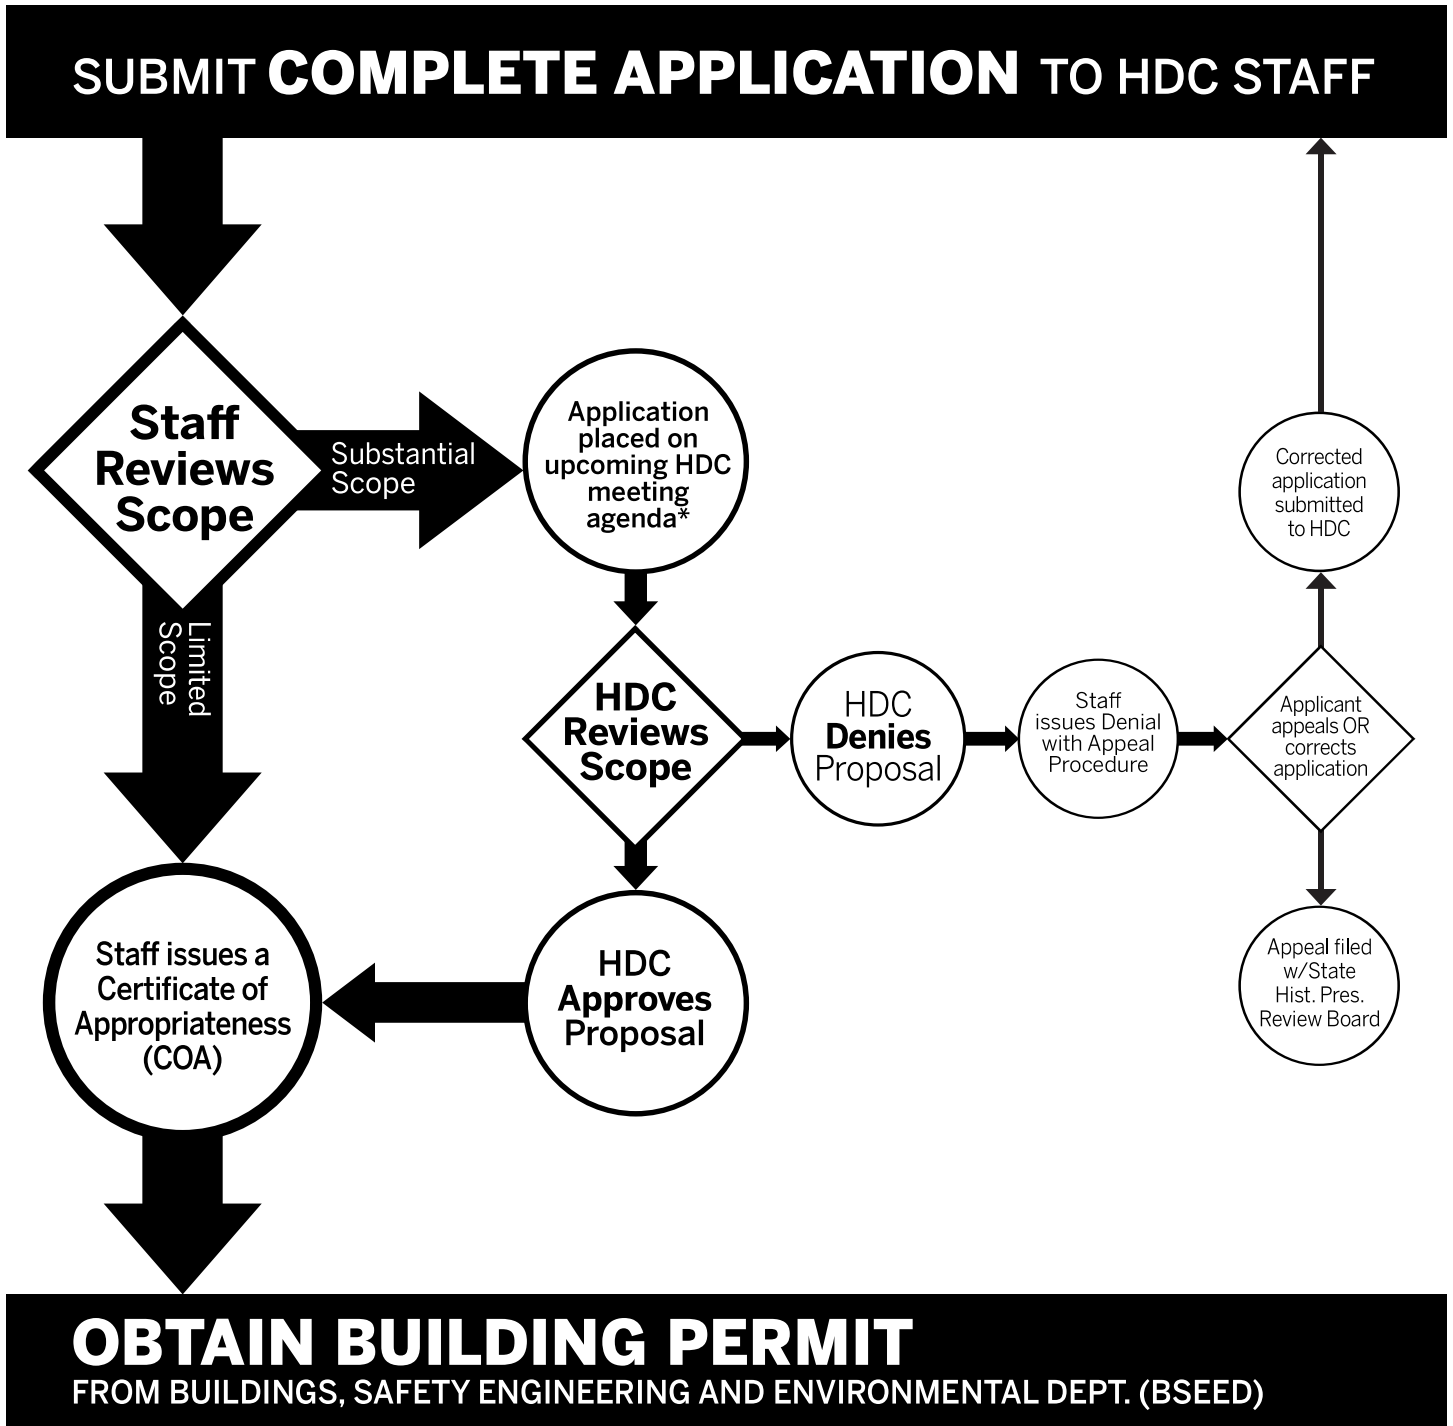 SUBMIT COMPLETE APPLICATION TO HDC STAFF
Staff
Reviews
Scope
Substantial
Scope
Application
placed on
upcoming HDC
meeting
agenda*
Limited
Scope
HDC
Reviews
Scope
HDC
Denies
Proposal
Staff
issues Denial
with Appeal
Procedure
Applicant
appeals OR
corrects
application
Corrected
application
submitted
to HDC
Appeal filed
w/State
Hist. Pres.
Review Board
HDC
Approves
Proposal
Staff issues a
Certificate of
Appropriateness
(COA)
OBTAIN BUILDING PERMIT
FROM BUILDINGS, SAFETY ENGINEERING AND ENVIRONMENTAL DEPT. (BSEED)